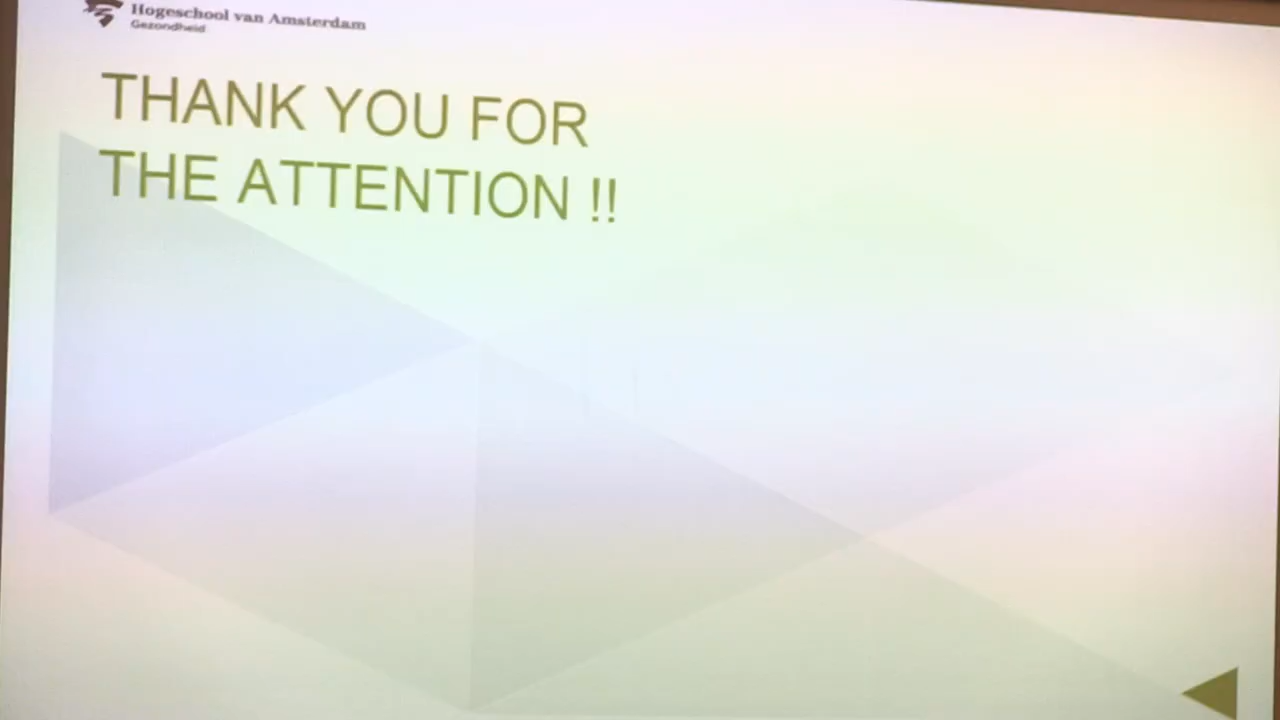 Hogeschool van Amsterdam
Gezondheid
THANK YOU FOR
THE ATTENTION !!